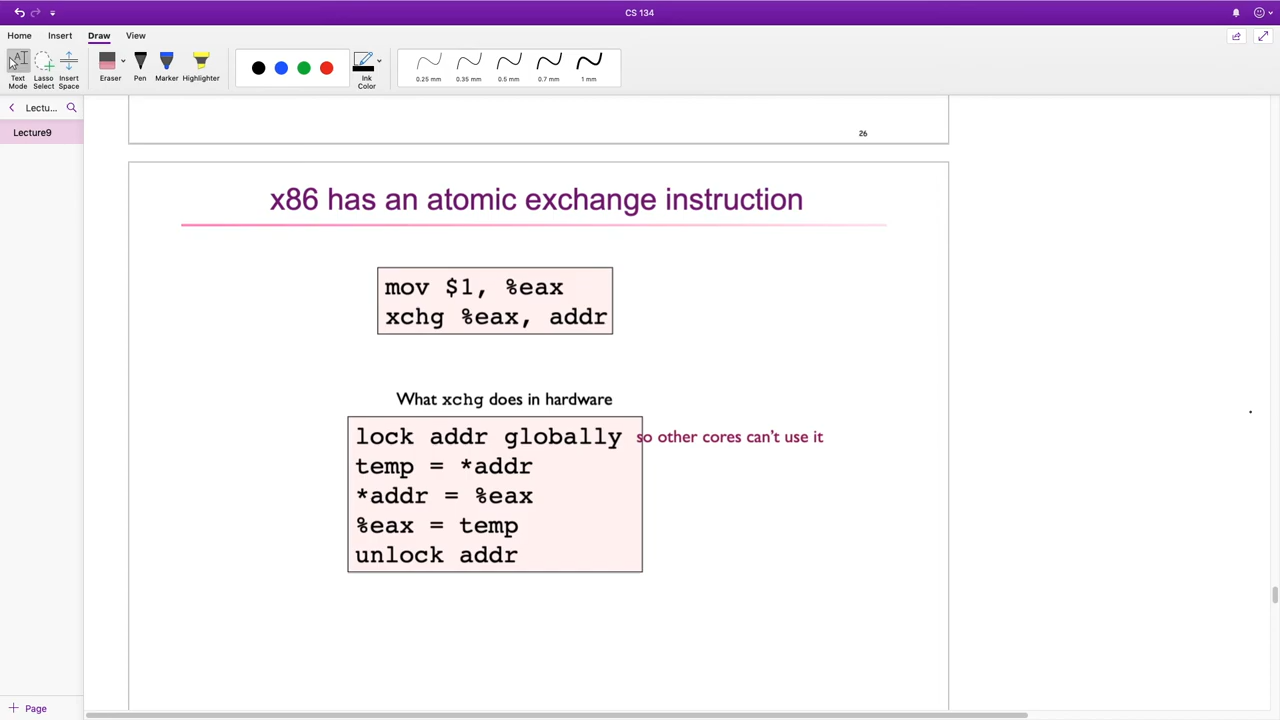 CS 134
Home Insert Draw View
Text Mode
Lasso Select
Insert Space
Eraser
Pen
Marker
Highlighter
Ink Color
0.25 mm 0.35 mm 0.5 mm 0.7 mm 1 mm
Lectu...
Lecture9
26
x86 has an atomic exchange instruction
mov $1, %eax
xchg %eax, addr
What xchg does in hardware
lock addr globally so other cores can't use it
temp = *addr
*addr = %eax
%eax = temp
unlock addr
Page